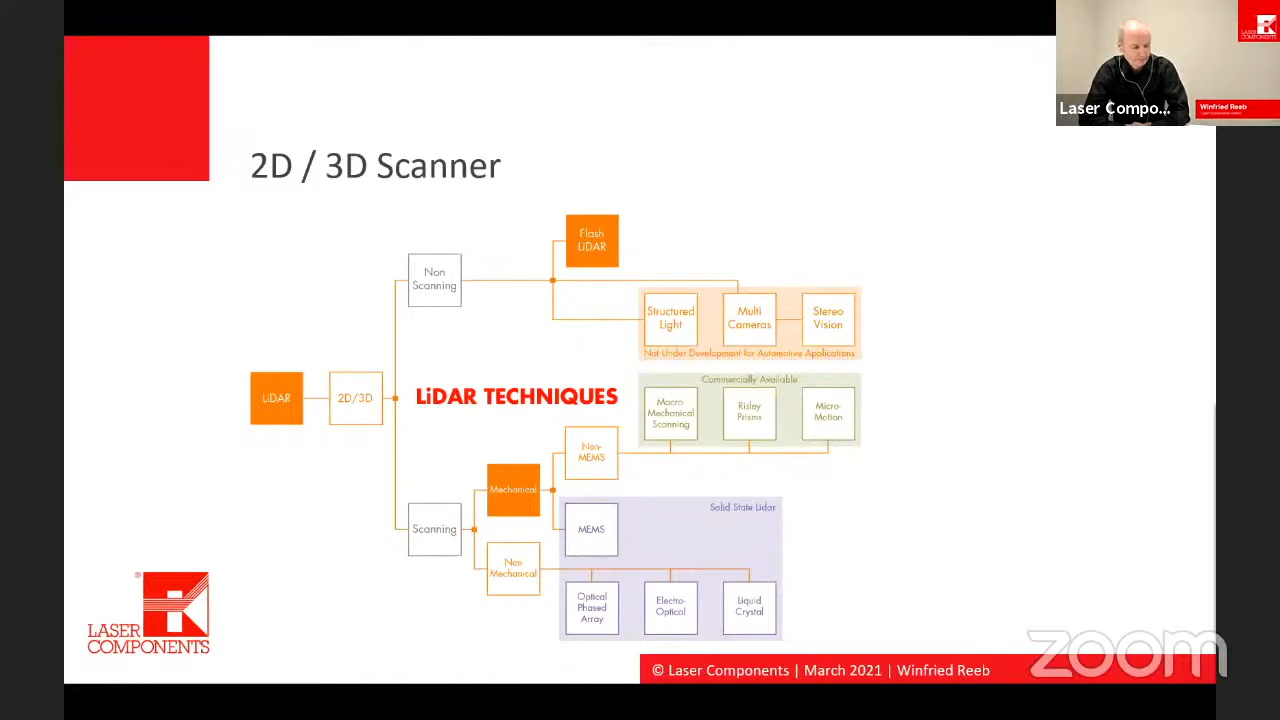 LASER
COMPONENTS
Laser Compo...
Winfried Reeb
2D / 3D Scanner
Flash
LiDAR
Non
Scanning
Structured
Light
Multi
Cameras
Stereo
Vision
Not Under Development for Automotive Applications
LiDAR
2D/3D
LiDAR TECHNIQUES
Commercially Available
Macro-
Mechanical
Scanning
Risley
Prisms
Micro-
Motion
Non-
MEMS
Mechanical
Scanning
MEMS
Solid State Lidar
Non
Mechanical
Optical
Phased
Array
Electro-
Optical
Liquid
Crystal
®
LASER
COMPONENTS
© Laser Components | March 2021 | Winfried Reeb
zoom